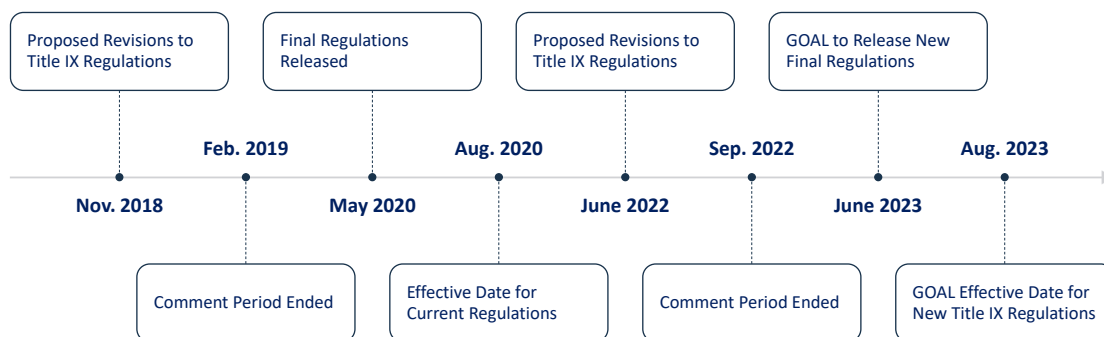 Proposed Revisions to
Title IX Regulations
Final Regulations
Released
Proposed Revisions to
Title IX Regulations
GOAL to Release New
Final Regulations
Feb. 2019
Aug. 2020
Sep. 2022
Aug. 2023
Nov. 2018
May 2020
June 2022
June 2023
Comment Period Ended
Effective Date for
Current Regulations
Comment Period Ended
GOAL Effective Date for
New Title IX Regulations